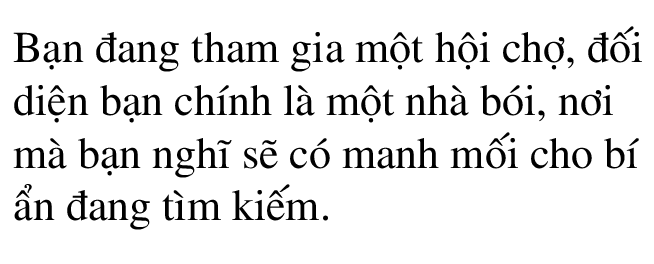 Bạn đang tham gia một hội chợ, đối
diện bạn chính là một nhà bói, nơi
mà bạn nghĩ sẽ có manh mối cho bí
ẩn đang tìm kiếm.